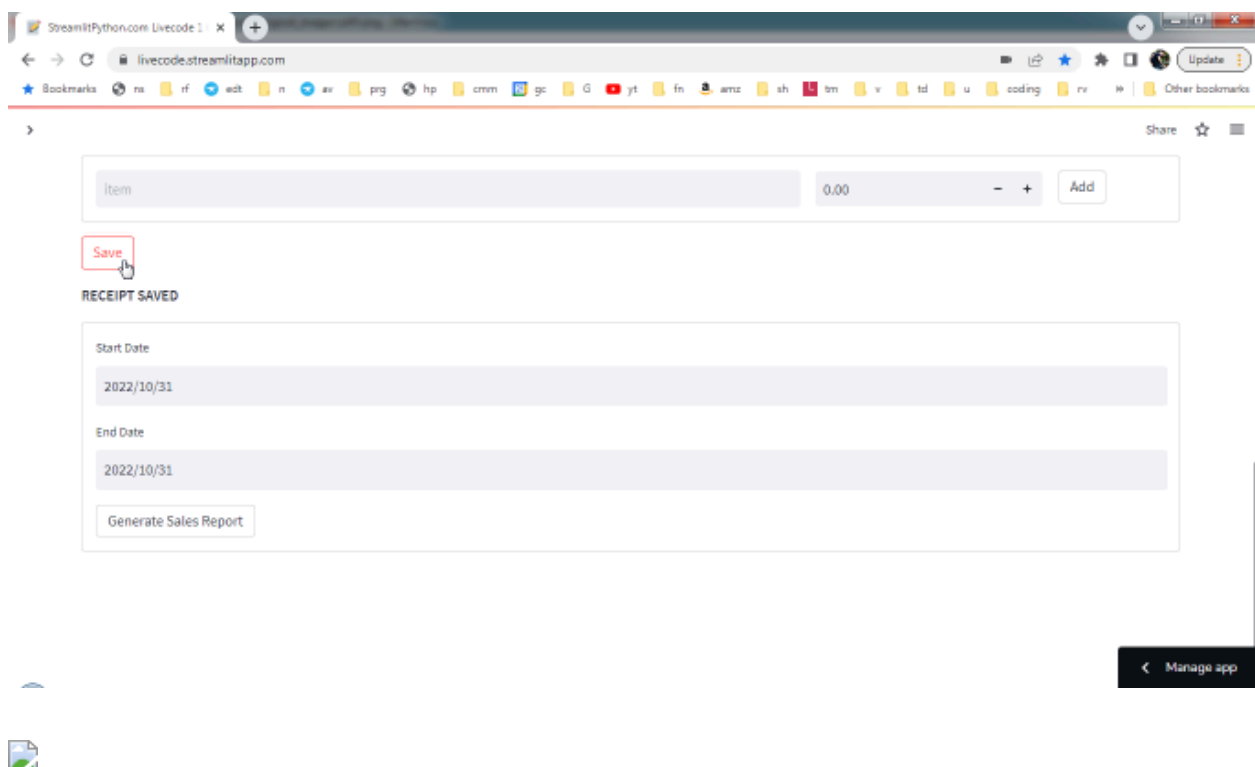 StreamlitPython.com Livecode 1
livecode.streamlitapp.com
Update
Bookmarks ns rf edt n av prg hp cmm gc G yt fn amz sh tm v td u coding rv » Other bookmarks
Share
item 0.00 - + Add
Save
RECEIPT SAVED
Start Date
2022/10/31
End Date
2022/10/31
Generate Sales Report
Manage app